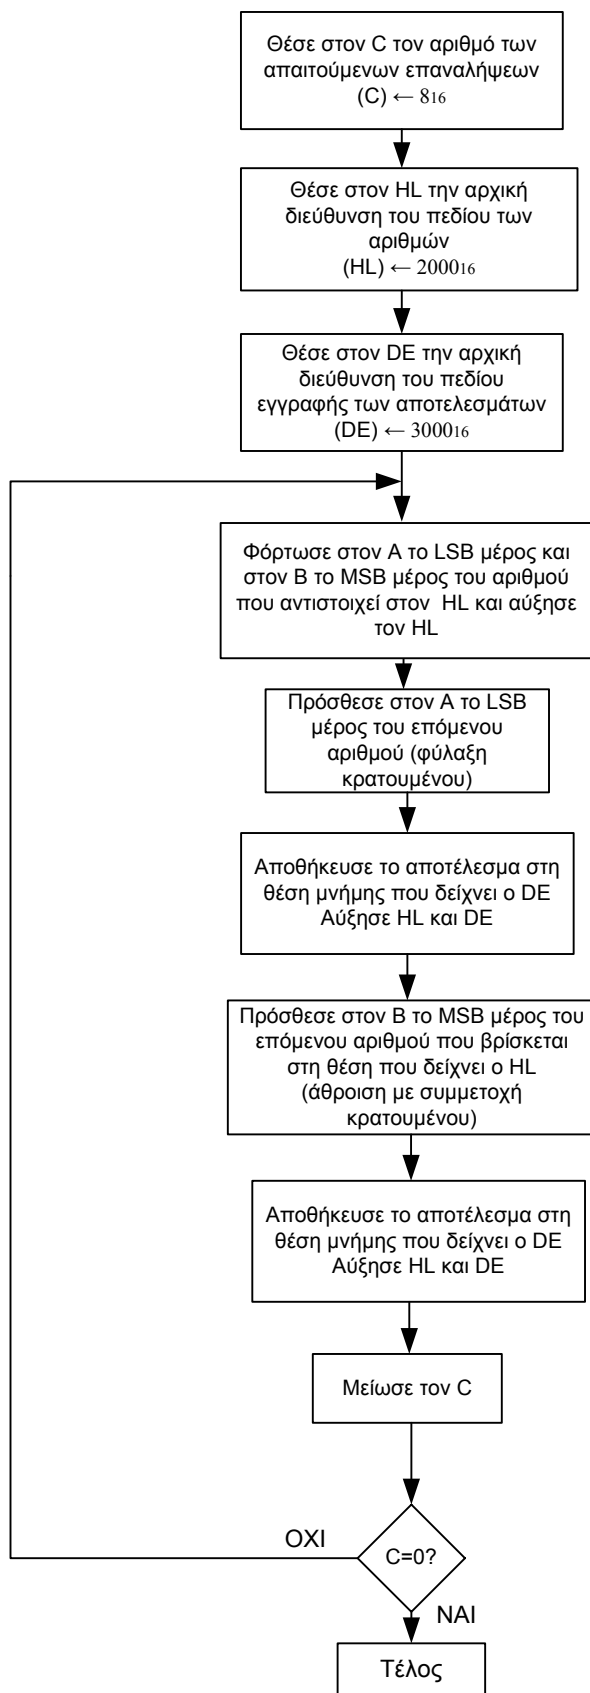 Θέσε στον C τον αριθμό των
απαιτούμενων επαναλήψεων
(C) ← 8₁₆
Θέσε στον HL την αρχική
διεύθυνση του πεδίου των
αριθμών
(HL) ← 2000₁₆
Θέσε στον DE την αρχική
διεύθυνση του πεδίου
εγγραφής των αποτελεσμάτων
(DE) ← 3000₁₆
Φόρτωσε στον Α το LSB μέρος και
στον Β το MSB μέρος του αριθμού
που αντιστοιχεί στον HL και αύξησε
τον HL
Πρόσθεσε στον Α το LSB
μέρος του επόμενου
αριθμού (φύλαξη
κρατουμένου)
Αποθήκευσε το αποτέλεσμα στη
θέση μνήμης που δείχνει ο DE
Αύξησε HL και DE
Πρόσθεσε στον Β το MSB μέρος του
επόμενου αριθμού που βρίσκεται
στη θέση που δείχνει ο HL
(άθροιση με συμμετοχή
κρατουμένου)
Αποθήκευσε το αποτέλεσμα στη
θέση μνήμης που δείχνει ο DE
Αύξησε HL και DE
Μείωσε τον C
C=0?
ΟΧΙ
ΝΑΙ
Τέλος